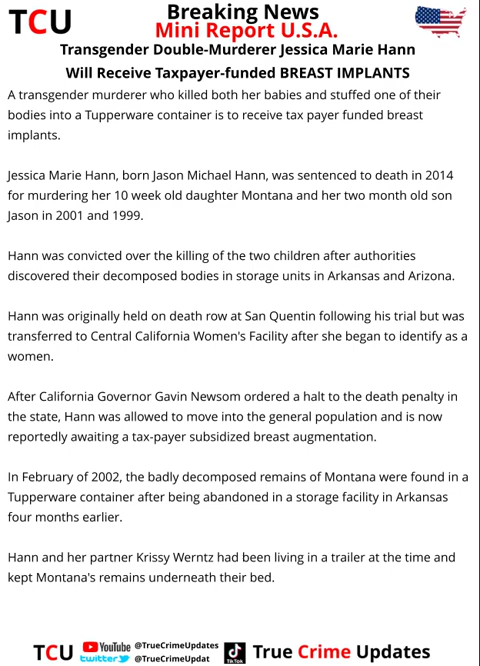 TCU
Breaking News
Mini Report U.S.A.
Transgender Double-Murderer Jessica Marie Hann
Will Receive Taxpayer-funded BREAST IMPLANTS
A transgender murderer who killed both her babies and stuffed one of their
bodies into a Tupperware container is to receive tax payer funded breast
implants.
Jessica Marie Hann, born Jason Michael Hann, was sentenced to death in 2014
for murdering her 10 week old daughter Montana and her two month old son
Jason in 2001 and 1999.
Hann was convicted over the killing of the two children after authorities
discovered their decomposed bodies in storage units in Arkansas and Arizona.
Hann was originally held on death row at San Quentin following his trial but was
transferred to Central California Women's Facility after she began to identify as a
women.
After California Governor Gavin Newsom ordered a halt to the death penalty in
the state, Hann was allowed to move into the general population and is now
reportedly awaiting a tax-payer subsidized breast augmentation.
In February of 2002, the badly decomposed remains of Montana were found in a
Tupperware container after being abandoned in a storage facility in Arkansas
four months earlier.
Hann and her partner Krissy Werntz had been living in a trailer at the time and
kept Montana's remains underneath their bed.
TCU
YouTube @TrueCrimeUpdates
twitter @TrueCrimeUpdat
TikTok
True Crime Updates